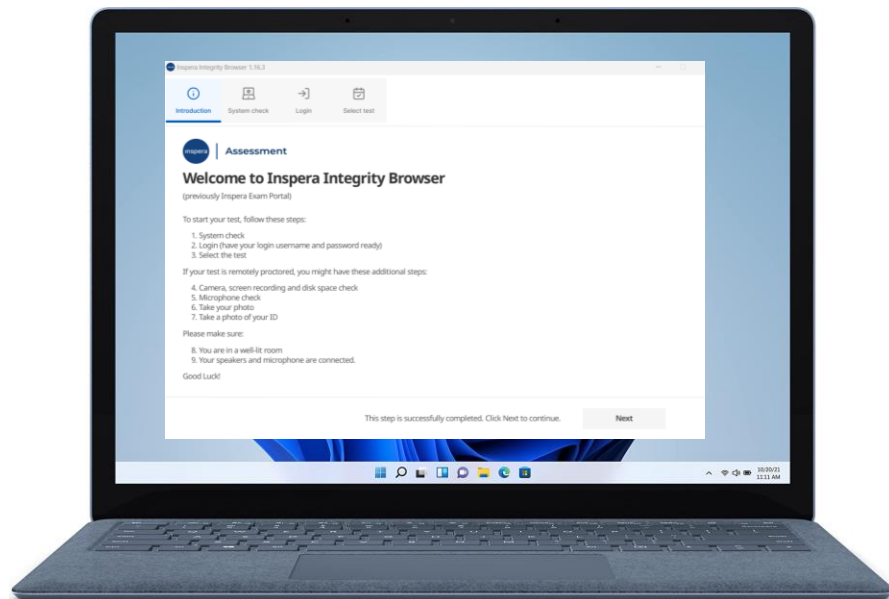 Inspera Integrity Browser 1.16.3
Introduction
System check
Login
Select test
inspera
Assessment
Welcome to Inspera Integrity Browser
(previously Inspera Exam Portal)
To start your test, follow these steps:
1. System check
2. Login (have your login username and password ready)
3. Select the test
If your test is remotely proctored, you might have these additional steps:
4. Camera, screen recording and disk space check
5. Microphone check
6. Take your photo
7. Take a photo of your ID
Please make sure:
8. You are in a well-lit room
9. Your speakers and microphone are connected.
Good Luck!
This step is successfully completed. Click Next to continue.
Next
10/20/21
11:11 AM